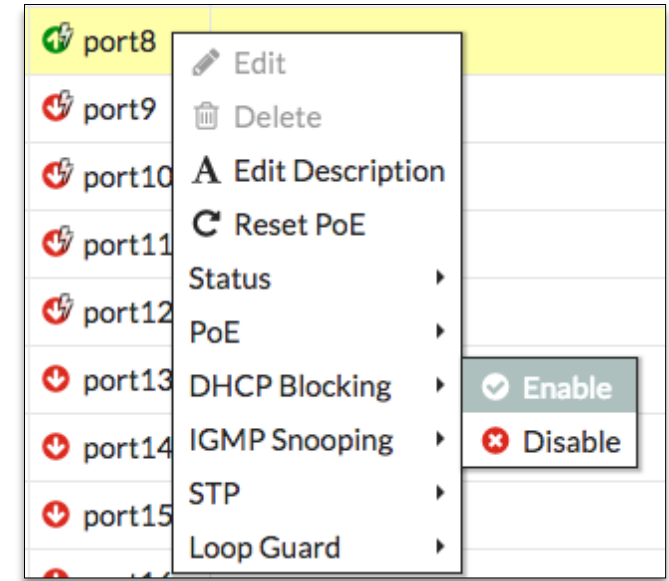 port8
Edit
port9
Delete
port10
Edit Description
port11
Reset PoE
Status
port12
PoE
port13
DHCP Blocking
Enable
port14
IGMP Snooping
Disable
port15
STP
Loop Guard